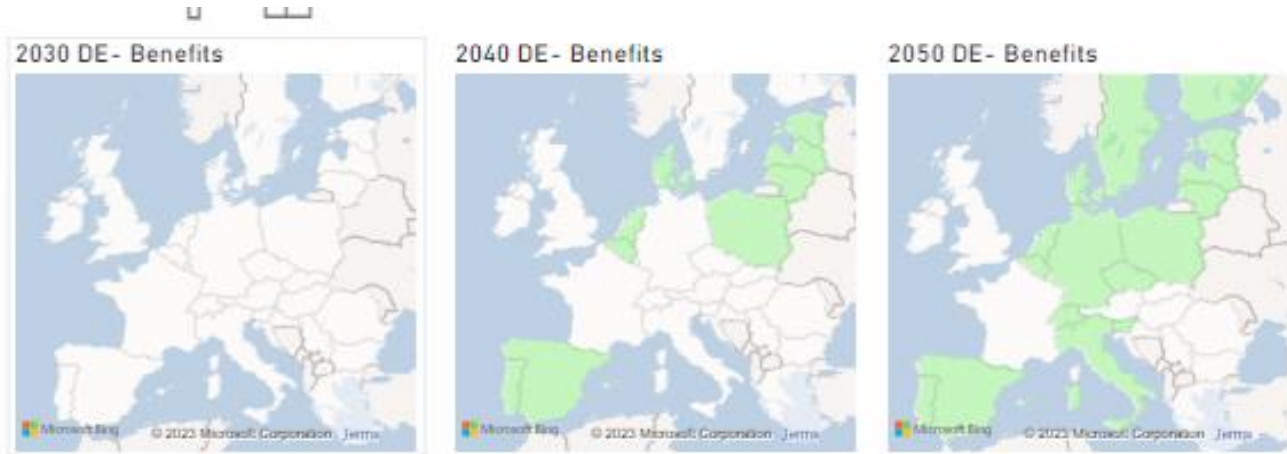 2030 DE- Benefits
2040 DE- Benefits
2050 DE- Benefits
Microsoft Bing
© 2023 Microsoft Corporation Terms
Microsoft Bing
© 2023 Microsoft Corporation Terms
Microsoft Bing
© 2023 Microsoft Corporation Terms